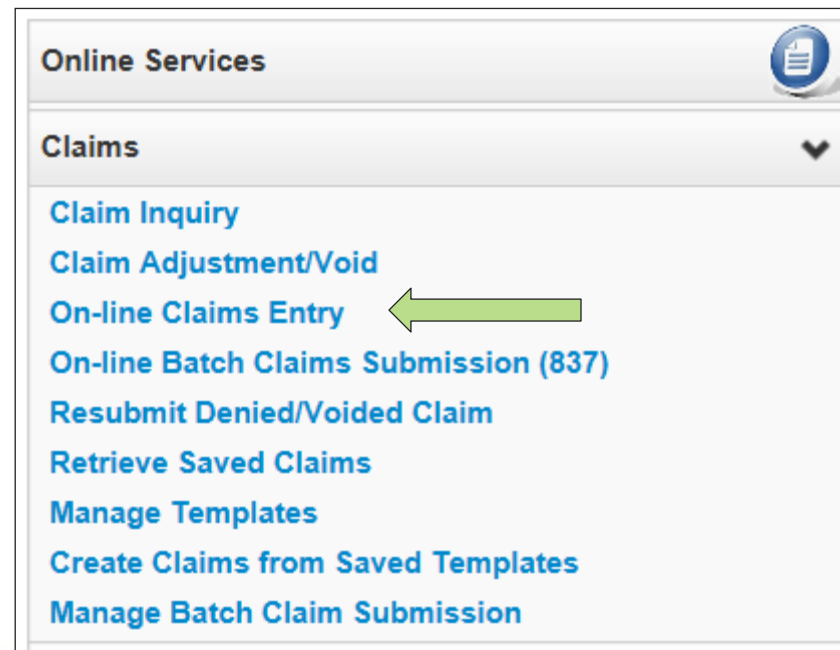 Online Services
Claims
Claim Inquiry
Claim Adjustment/Void
On-line Claims Entry
On-line Batch Claims Submission (837)
Resubmit Denied/Voided Claim
Retrieve Saved Claims
Manage Templates
Create Claims from Saved Templates
Manage Batch Claim Submission